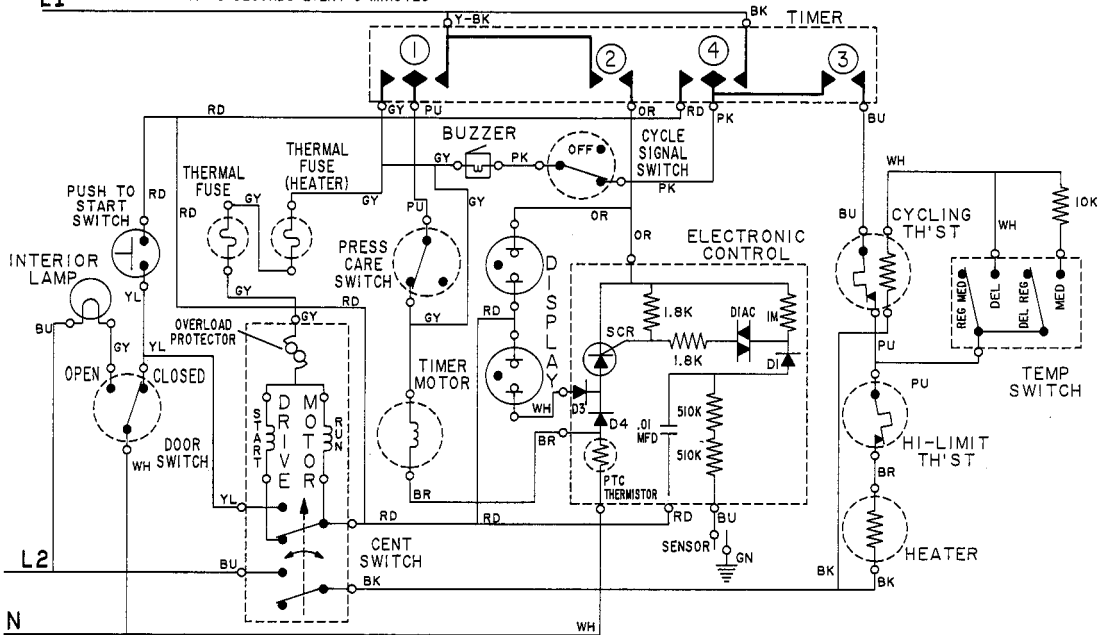 L1
Y-BK
BK
TIMER
1
2
4
3
RD
GY
PU
OR
RD
PK
BU
BUZZER
GY
PK
OFF
CYCLE
SIGNAL
SWITCH
PK
WH
THERMAL
FUSE
(HEATER)
THERMAL
FUSE
GY
GY
PU
GY
OR
OR
RD
RD
PUSH TO
START
SWITCH
BU
CYCLING
TH'ST
WH
10K
INTERIOR
LAMP
YL
GY
PRESS
CARE
SWITCH
RD
DISPLAY
RD
ELECTRONIC
CONTROL
1.8K
DIAC
1M
SCR
1.8K
D1
REG MED
DEL
DEL REG
MED
TEMP
SWITCH
BU
GY
OVERLOAD
PROTECTOR
GY
GY
PU
PU
OPEN
CLOSED
YL
TIMER
MOTOR
WH
D3
D4
.01
MFD
510K
510K
HI-LIMIT
TH'ST
DOOR
SWITCH
WH
START
DRIVE
MOTOR
RUN
BR
PTC
THERMISTOR
BR
BR
YL
RD
RD
RD
BU
SENSOR
GN
HEATER
CENT
SWITCH
L2
BU
BK
BK
BK
N
WH